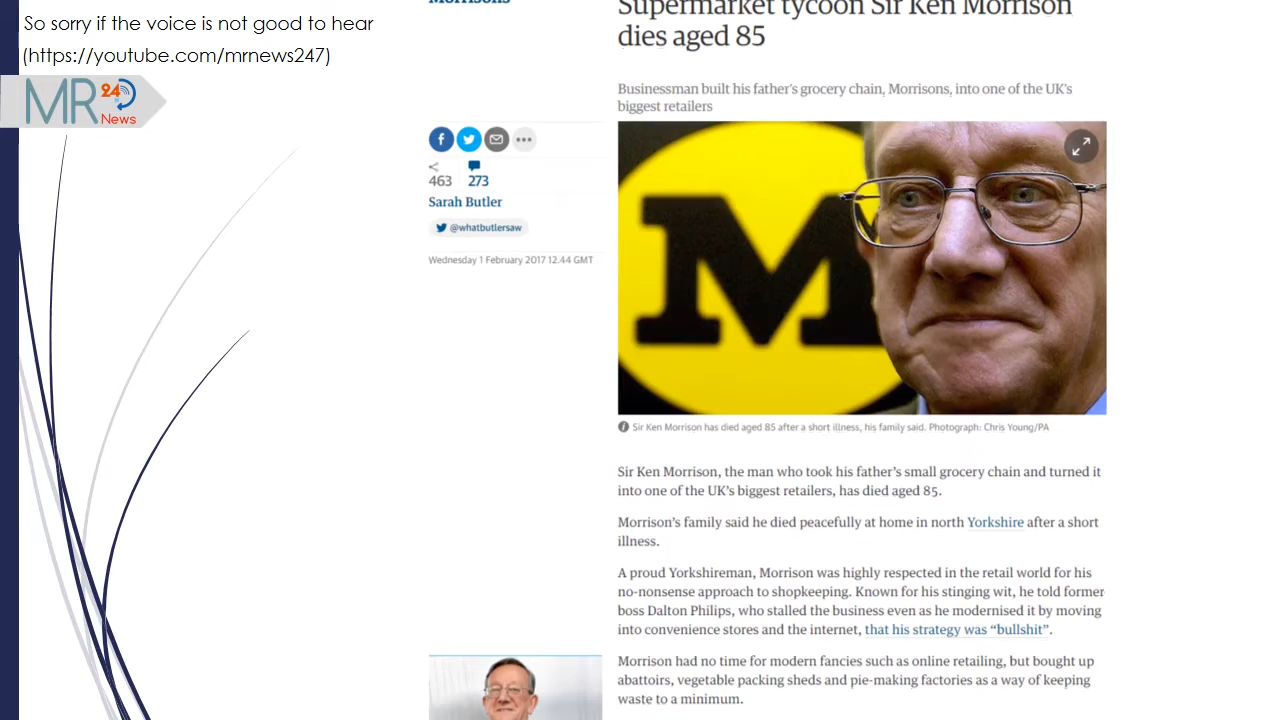 So sorry if the voice is not good to hear
(https://youtube.com/mrnews247)
MR 24
News
Morrisons
Supermarket tycoon Sir Ken Morrison
dies aged 85
Businessman built his father's grocery chain, Morrisons, into one of the UK's
biggest retailers
463 273
Sarah Butler
@whatbutlersaw
Wednesday 1 February 2017 12.44 GMT
M
Sir Ken Morrison has died aged 85 after a short illness, his family said. Photograph: Chris Young/PA
Sir Ken Morrison, the man who took his father's small grocery chain and turned it
into one of the UK's biggest retailers, has died aged 85.
Morrison's family said he died peacefully at home in north Yorkshire after a short
illness.
A proud Yorkshireman, Morrison was highly respected in the retail world for his
no-nonsense approach to shopkeeping. Known for his stinging wit, he told former
boss Dalton Philips, who stalled the business even as he modernised it by moving
into convenience stores and the internet, that his strategy was “bullshit”.
Morrison had no time for modern fancies such as online retailing, but bought up
abattoirs, vegetable packing sheds and pie-making factories as a way of keeping
waste to a minimum.